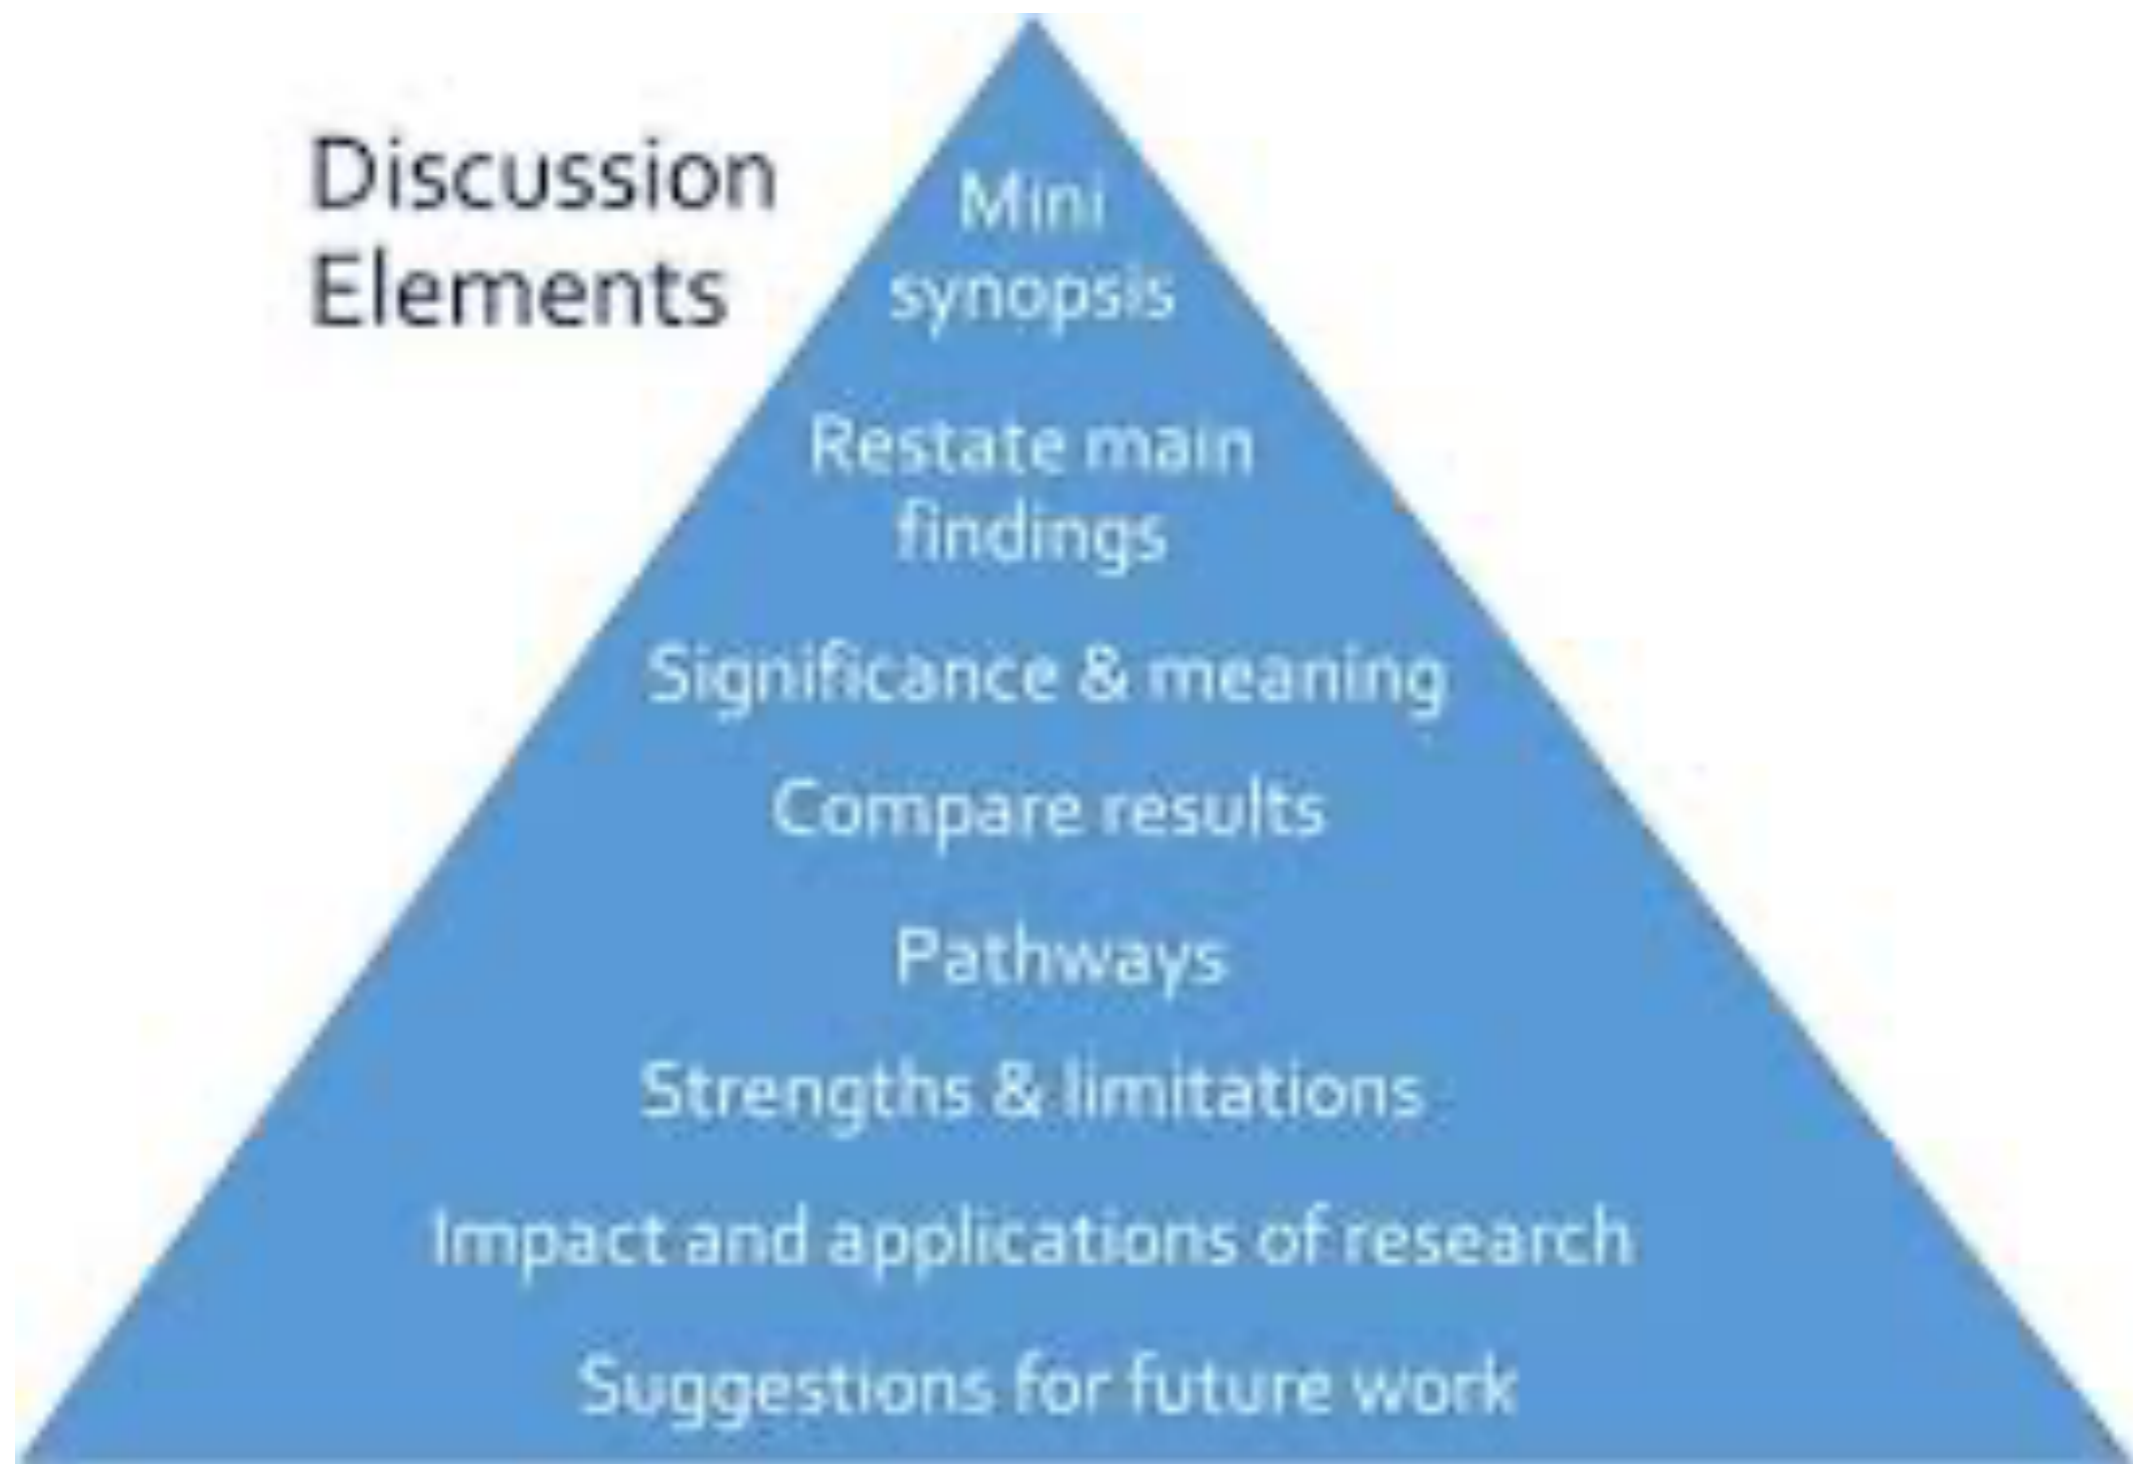 Discussion
Elements
Mini
synopsis
Restate main
findings
Significance & meaning
Compare results
Pathways
Strengths & limitations
Impact and applications of research
Suggestions for future work